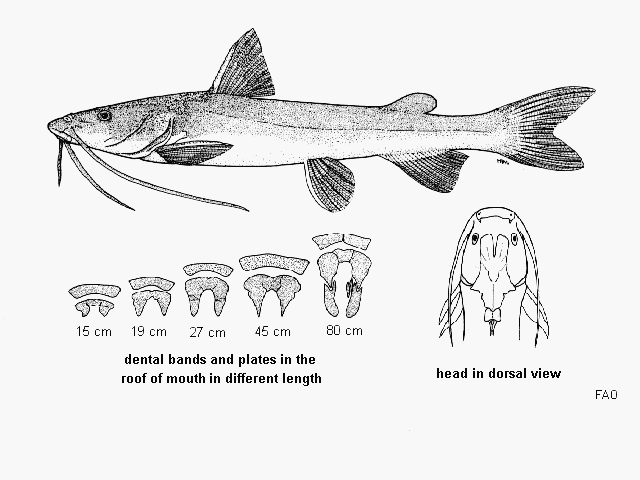 15 cm 19 cm 27 cm 45 cm 80 cm
dental bands and plates in the
roof of mouth in different length
head in dorsal view
FAO